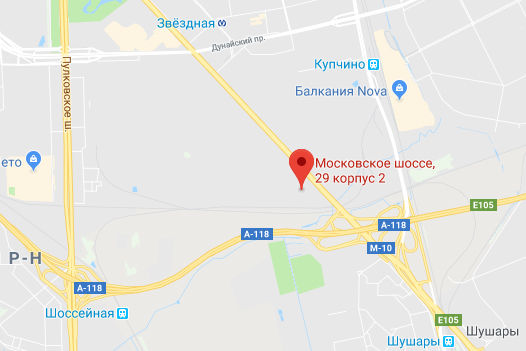 Звёздная
Дунайский пр.
Пулковское ш.
Купчино
Балкания Nova
ето
Московское шоссе,
29 корпус 2
E105
A-118
A-118
М-10
Р-Н
A-118
Шоссейная
E105
Шушары
Шушары